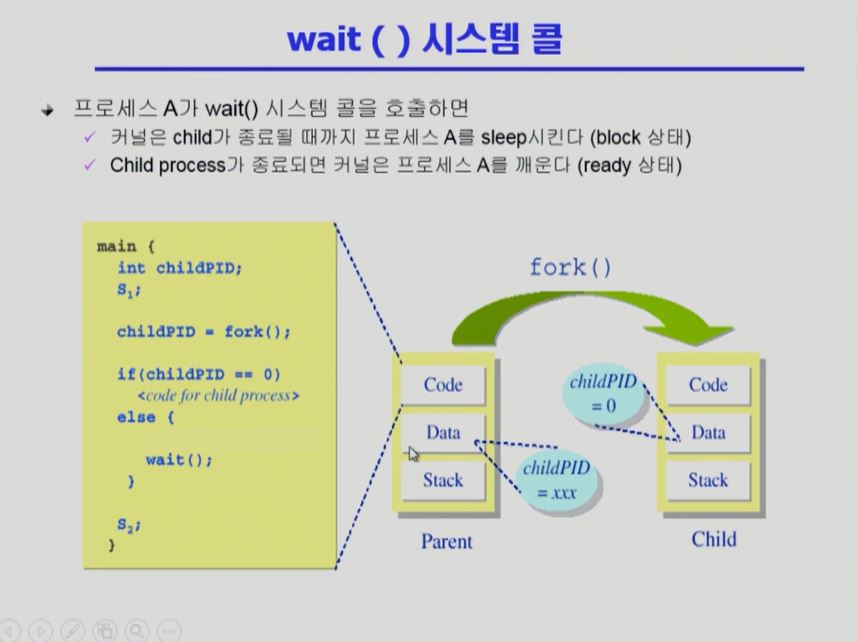 wait ( ) 시스템 콜
프로세스 A가 wait() 시스템 콜을 호출하면
커널은 child가 종료될 때까지 프로세스 A를 sleep시킨다 (block 상태)
Child process가 종료되면 커널은 프로세스 A를 깨운다 (ready 상태)
main {
int childPID;
S₁;
childPID = fork();
if(childPID == 0)
<code for child process>
else {
wait();
}
S₂;
}
fork()
Code
Data
Stack
Parent
childPID
= xxx
childPID
= 0
Code
Data
Stack
Child